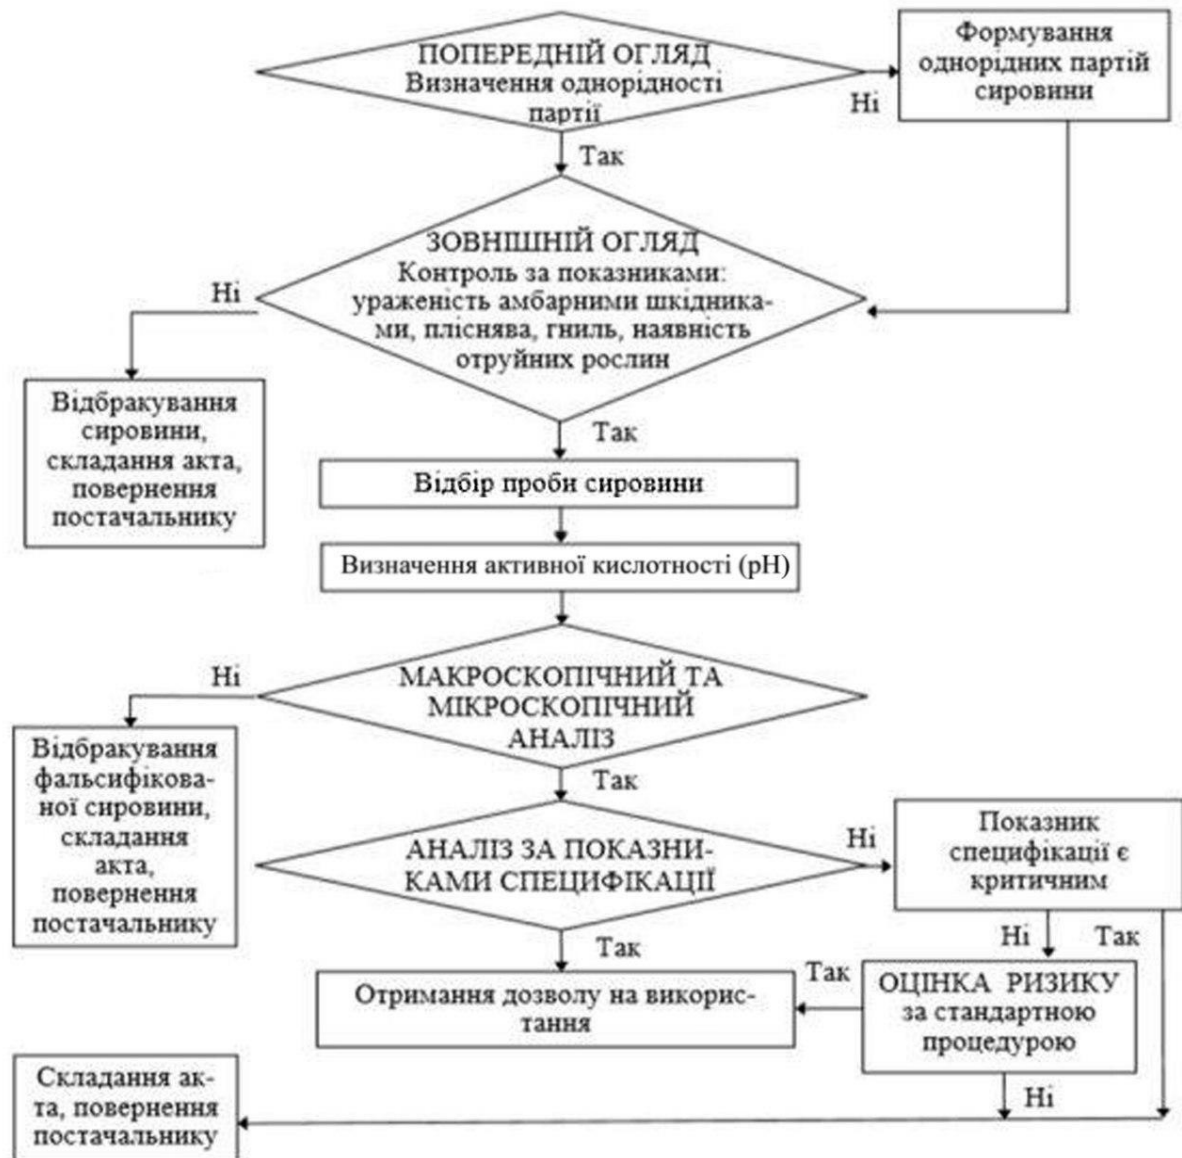 ПОПЕРЕДНІЙ ОГЛЯД
Визначення однорідності
партії
Ні
Формування
однорідних партій
сировини
Так
ЗОВНІШНІЙ ОГЛЯД
Контроль за показниками:
ураженість амбарними шкідника-
ми, пліснява, гниль, наявність
отруйних рослин
Ні
Відбракування
сировини,
складання акта,
повернення
постачальнику
Так
Відбір проби сировини
Визначення активної кислотності (рН)
МАКРОСКОПІЧНИЙ ТА
МІКРОСКОПІЧНИЙ
АНАЛІЗ
Ні
Відбракування
фальсифікова-
ної сировини,
складання
акта,
повернення
постачальнику
Так
АНАЛІЗ ЗА ПОКАЗНИ-
КАМИ СПЕЦИФІКАЦІЇ
Ні
Показник
специфікації є
критичним
Так
Ні
Так
Отримання дозволу на викорис-
тання
Так
ОЦІНКА РИЗИКУ
за стандартною
процедурою
Ні
Складання ак-
та, повернення
постачальнику